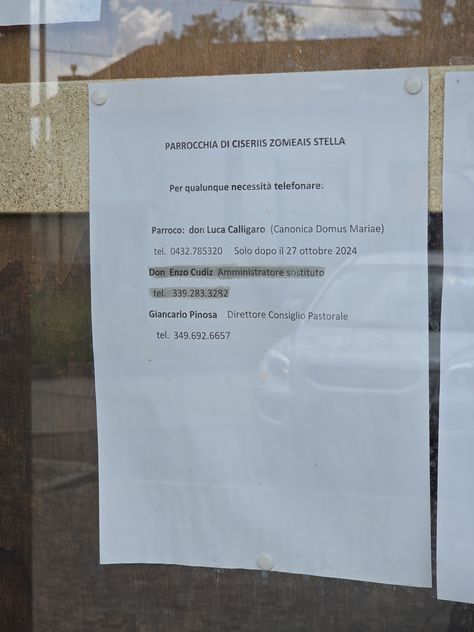 PARROCCHIA DI CISERIIS ZOMEAIS STELLA
Per qualunque necessità telefonare:
Parroco: don Luca Calligaro (Canonica Domus Mariae)
tel. 0432.785320 Solo dopo il 27 ottobre 2024
Don Enzo Cudiz Amministratore sostituto
tel. 339.283.3282
Giancarlo Pinosa Direttore Consiglio Pastorale
tel. 349.692.6657